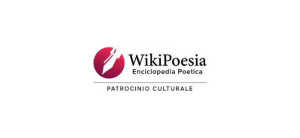 WikiPoesia
Enciclopedia Poetica
PATROCINIO CULTURALE